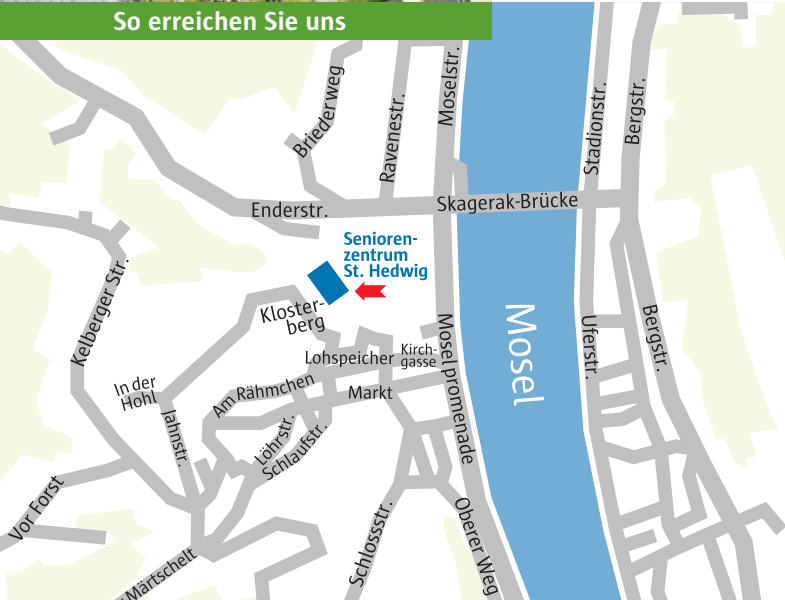 So erreichen Sie uns
Briederweg
Ravenestr.
Moselstr.
Stadionstr.
Bergstr.
Enderstr.
Skagerak-Brücke
Senioren-
zentrum
St. Hedwig
Kelberger Str.
Kloster-
berg
Mosel
Moselpromenade
Uferstr.
Bergstr.
Lohspeicher
Kirch-
gasse
In der
Hohl
Am Rähmchen
Markt
Jahnstr.
Löhrstr.
Schlaufstr.
Vor Forst
Schlossstr.
Oberer Weg
Märtschelt